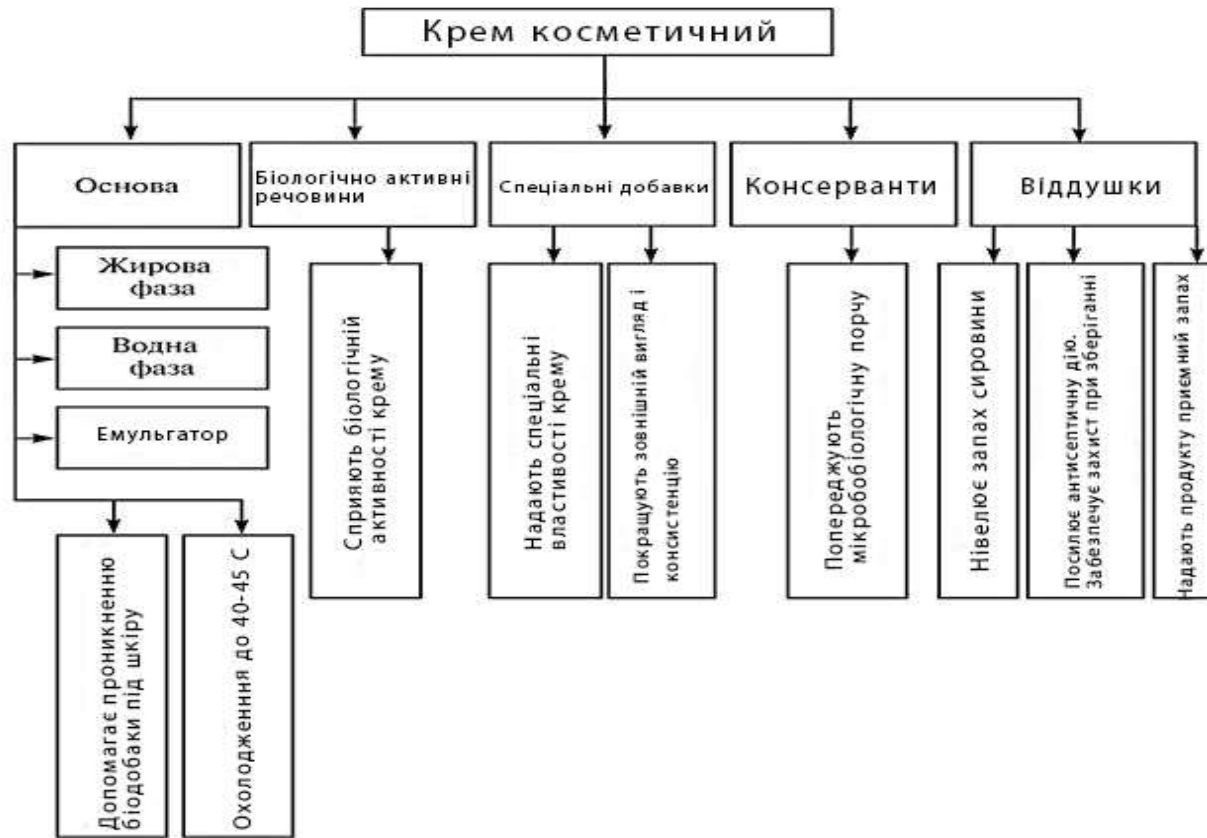 Крем косметичний
Основа
Біологічно активні
речовини
Спеціальні добавки
Консерванти
Віддушки
Жирова
фаза
Водна
фаза
Емульгатор
Допомагає проникненню
біодобаки під шкіру
Охолодженння до 40-45 С
Сприяють біологічній
активності крему
Надають спеціальні
властивості крему
Покращують зовнішній вигляд і
консистенцію
Попереджують
мікробобіологічну порчу
Нівелює запах сировини
Посилює антисептичну дію.
Забезпечує захист при зберіганні
Надають продукту приємний запах